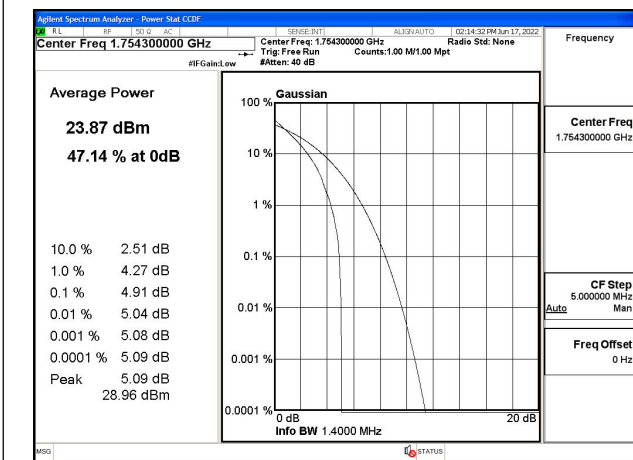 Agilent Spectrum Analyzer - Power Stat CCDF
RL RF 50 Ω AC SENSE:INT ALIGN AUTO 02:14:32 PM Jun 17, 2022
Center Freq 1.754300000 GHz
Center Freq: 1.754300000 GHz Radio Std: None
Trig: Free Run Counts:1.00 M/1.00 Mpt
#IFGain:Low #Atten: 40 dB
Frequency
Average Power
23.87 dBm
47.14 % at 0dB
10.0 % 2.51 dB
1.0 % 4.27 dB
0.1 % 4.91 dB
0.01 % 5.04 dB
0.001 % 5.08 dB
0.0001 % 5.09 dB
Peak 5.09 dB
28.96 dBm
Gaussian
100 %
10 %
1 %
0.1 %
0.01 %
0.001 %
0.0001 %
0 dB 20 dB
Info BW 1.4000 MHz
Center Freq
1.754300000 GHz
CF Step
5.000000 MHz
Auto Man
Freq Offset
0 Hz
MSG STATUS